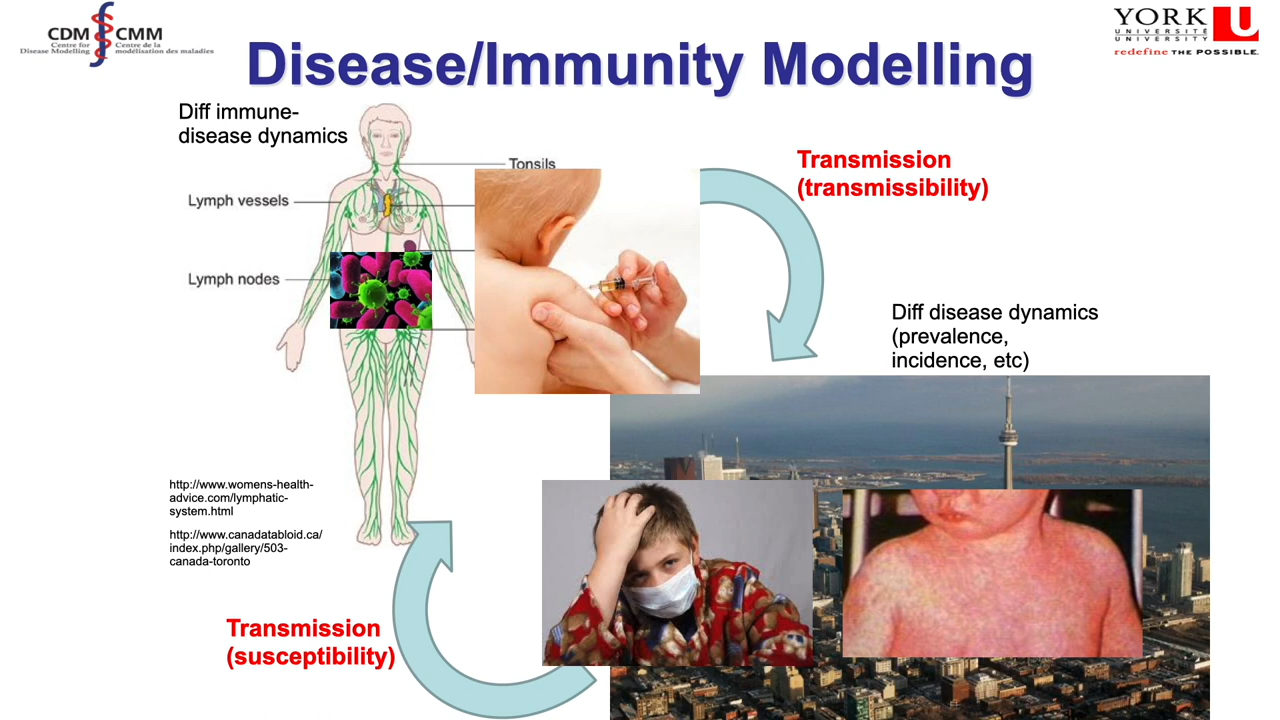 CDM CMM
Centre for Disease Modelling
Centre de la modélisation des maladies
YORK U
UNIVERSITÉ
UNIVERSITY
redefine THE POSSIBLE.
Disease/Immunity Modelling
Diff immune-
disease dynamics
Tonsils
Lymph vessels
Lymph nodes
Transmission
(transmissibility)
Diff disease dynamics
(prevalence,
incidence, etc)
http://www.womens-health-
advice.com/lymphatic-
system.html
http://www.canadatabloid.ca/
index.php/gallery/503-
canada-toronto
Transmission
(susceptibility)